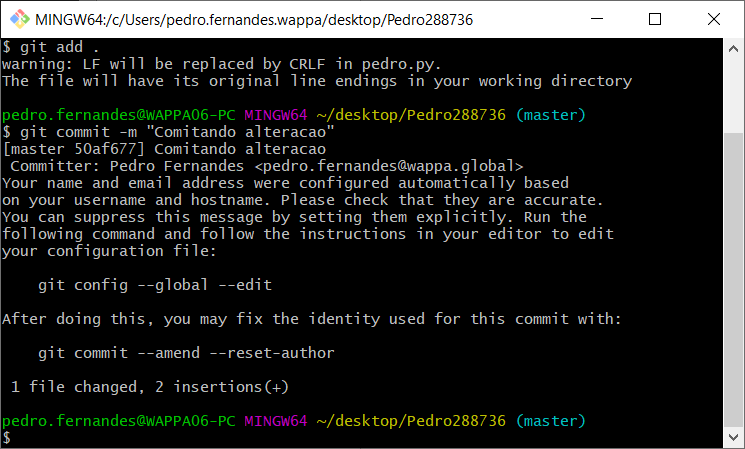 MINGW64:/c/Users/pedro.fernandes.wappa/desktop/Pedro288736
$ git add .
warning: LF will be replaced by CRLF in pedro.py.
The file will have its original line endings in your working directory
pedro.fernandes@WAPPA06-PC MINGW64 ~/desktop/Pedro288736 (master)
$ git commit -m "Comitando alteracao"
[master 50af677] Comitando alteracao
 Committer: Pedro Fernandes <pedro.fernandes@wappa.global>
Your name and email address were configured automatically based
on your username and hostname. Please check that they are accurate.
You can suppress this message by setting them explicitly. Run the
following command and follow the instructions in your editor to edit
your configuration file:
    git config --global --edit
After doing this, you may fix the identity used for this commit with:
    git commit --amend --reset-author
 1 file changed, 2 insertions(+)
pedro.fernandes@WAPPA06-PC MINGW64 ~/desktop/Pedro288736 (master)
$